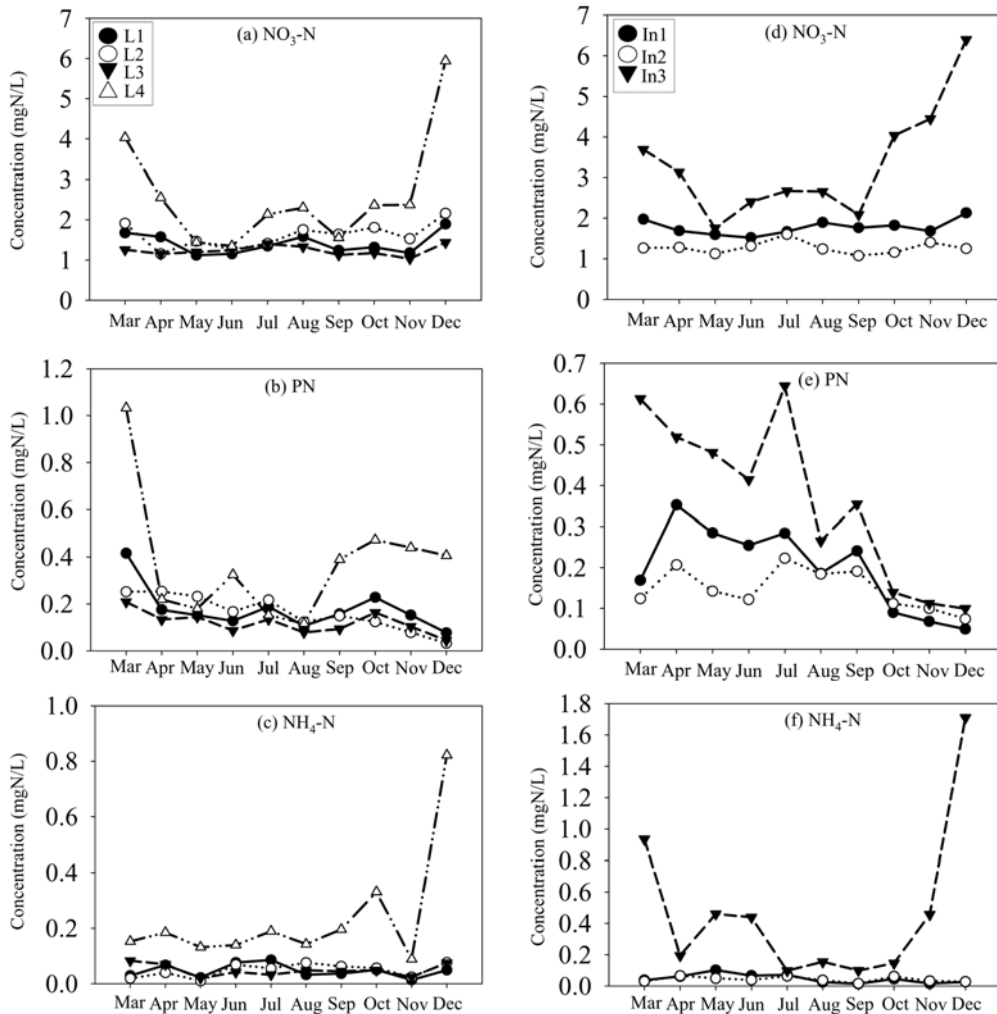 (a) NO3-N
L1
L2
L3
L4
Concentration (mgN/L)
7
6
5
4
3
2
1
0
Mar Apr May Jun Jul Aug Sep Oct Nov Dec
(d) NO3-N
In1
In2
In3
Concentration (mgN/L)
7
6
5
4
3
2
1
0
Mar Apr May Jun Jul Aug Sep Oct Nov Dec
(b) PN
Concentration (mgN/L)
1.2
1.0
0.8
0.6
0.4
0.2
0.0
Mar Apr May Jun Jul Aug Sep Oct Nov Dec
(e) PN
Concentration (mgN/L)
0.7
0.6
0.5
0.4
0.3
0.2
0.1
0.0
Mar Apr May Jun Jul Aug Sep Oct Nov Dec
(c) NH4-N
Concentration (mgN/L)
1.0
0.8
0.6
0.4
0.2
0.0
Mar Apr May Jun Jul Aug Sep Oct Nov Dec
(f) NH4-N
Concentration (mgN/L)
1.8
1.6
1.4
1.2
1.0
0.8
0.6
0.4
0.2
0.0
Mar Apr May Jun Jul Aug Sep Oct Nov Dec